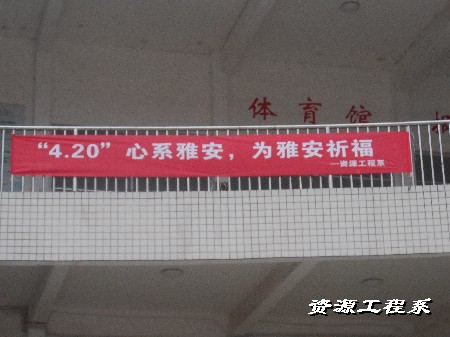 体育馆
“4.20”心系雅安，为雅安祈福
—资源工程系
资源工程系